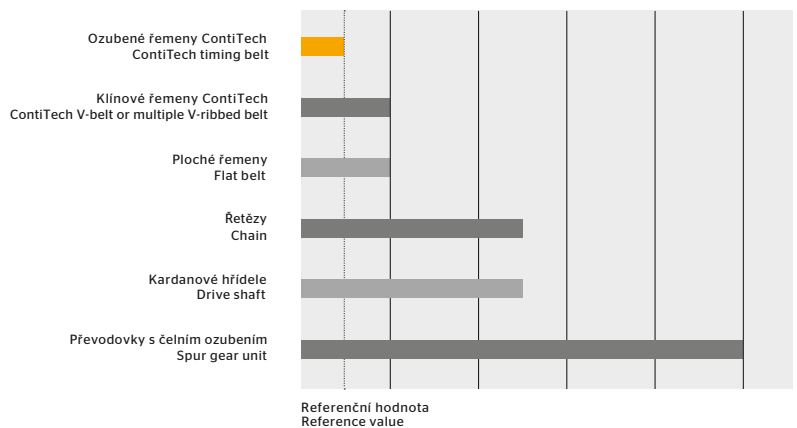 Ozubené řemeny ContiTech
ContiTech timing belt
Klínové řemeny ContiTech
ContiTech V-belt or multiple V-ribbed belt
Ploché řemeny
Flat belt
Řetězy
Chain
Kardanové hřídele
Drive shaft
Převodovky s čelním ozubením
Spur gear unit
Referenční hodnota
Reference value